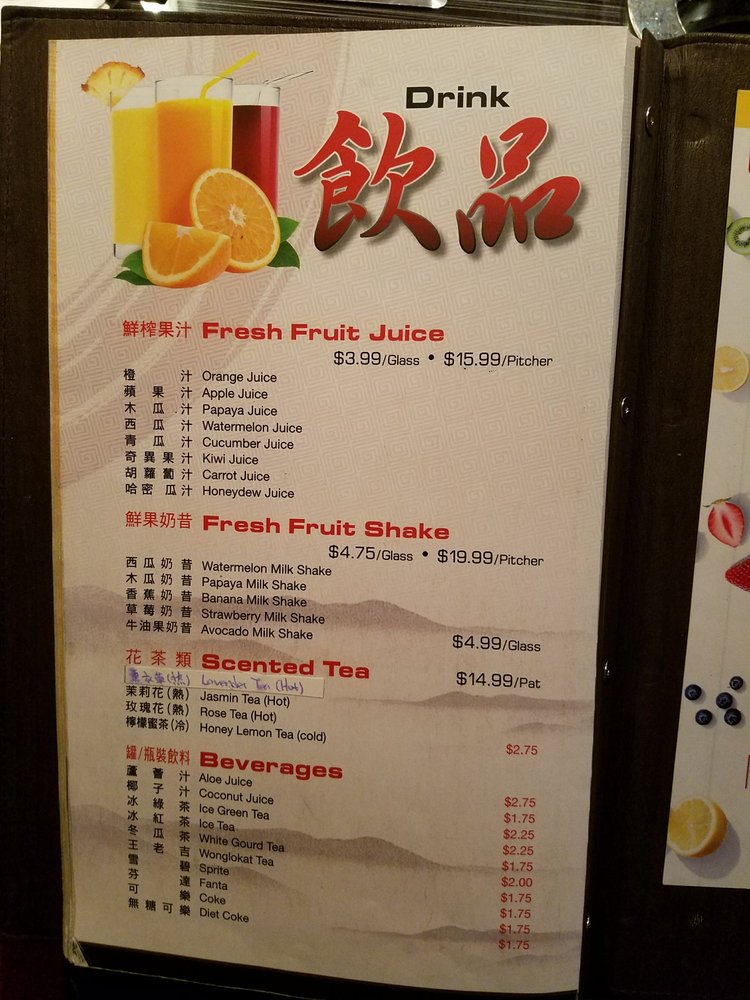 Drink
飲品
鮮榨果汁 Fresh Fruit Juice
$3.99/Glass • $15.99/Pitcher
橙汁 Orange Juice
蘋果汁 Apple Juice
木瓜汁 Papaya Juice
西瓜汁 Watermelon Juice
青瓜汁 Cucumber Juice
奇異果汁 Kiwi Juice
胡蘿蔔汁 Carrot Juice
哈密瓜汁 Honeydew Juice
鮮果奶昔 Fresh Fruit Shake
$4.75/Glass • $19.99/Pitcher
西瓜奶昔 Watermelon Milk Shake
木瓜奶昔 Papaya Milk Shake
香蕉奶昔 Banana Milk Shake
草莓奶昔 Strawberry Milk Shake
牛油果奶昔 Avocado Milk Shake
$4.99/Glass
花茶類 Scented Tea
$14.99/Pat
薰衣草(热) Lavender Tea (Hot)
茉莉花(熱) Jasmin Tea (Hot)
玫瑰花(熱) Rose Tea (Hot)
檸檬蜜茶(冷) Honey Lemon Tea (cold)
$2.75
罐/瓶裝飲料 Beverages
蘆薈汁 Aloe Juice
$2.75
椰子汁 Coconut Juice
$1.75
冰綠茶 Ice Green Tea
$2.25
冰紅茶 Ice Tea
$2.25
冬瓜茶 White Gourd Tea
$1.75
王老吉 Wonglokat Tea
$2.00
雪碧 Sprite
$1.75
芬達 Fanta
$1.75
可樂 Coke
$1.75
無糖可樂 Diet Coke
$1.75